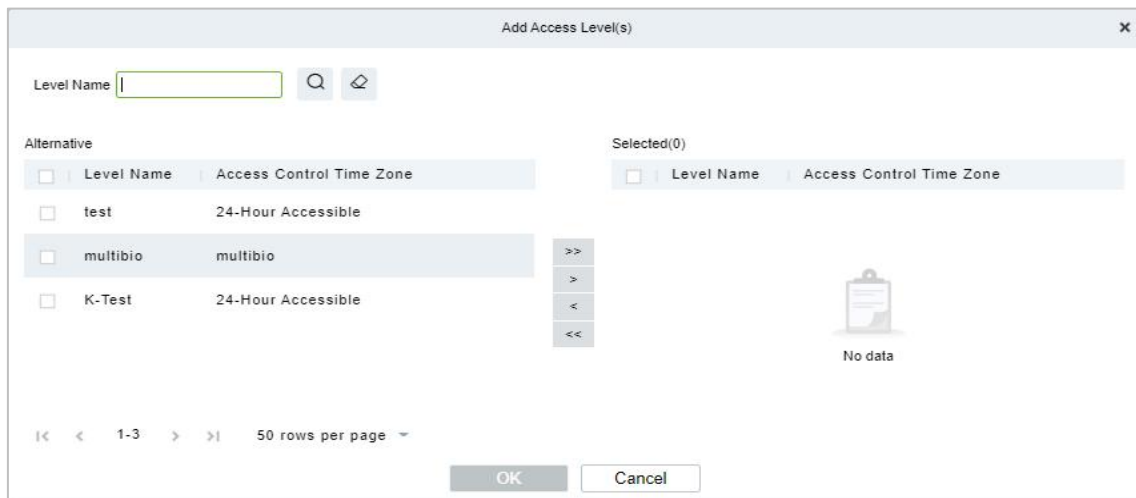 Add Access Level(s)
Level Name
Alternative
Level Name Access Control Time Zone
test 24-Hour Accessible
multibio multibio
K-Test 24-Hour Accessible
>>
>
<
<<
Selected(0)
Level Name Access Control Time Zone
No data
1-3 50 rows per page
OK Cancel